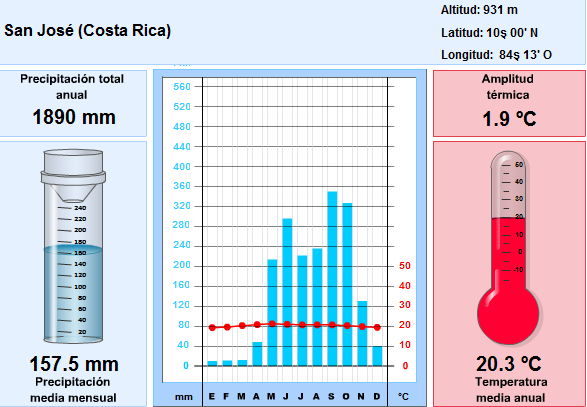 San José (Costa Rica)
Altitud: 931 m
Latitud: 10ş 00' N
Longitud: 84ş 13' O
Precipitación total
anual
1890 mm
240
220
200
180
160
140
120
100
80
60
40
20
157.5 mm
Precipitación
media mensual
560
520
480
440
400
360
320
280
240
200
160
120
80
40
0
50
40
30
20
10
0
mm E F M A M J J A S O N D ºC
Amplitud
térmica
1.9 ºC
50
40
30
20
10
0
-10
20.3 ºC
Temperatura
media anual